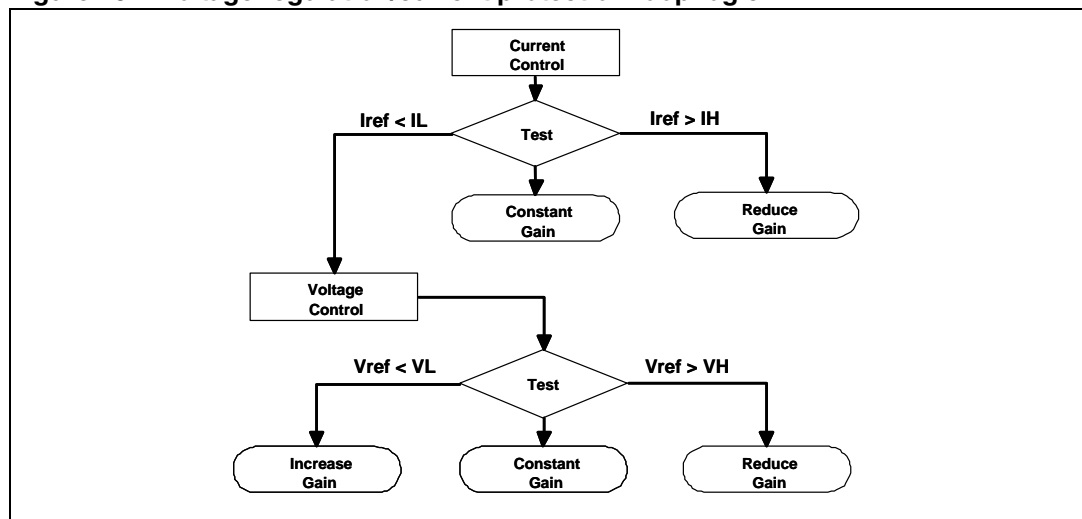 Current
Control
Iref < IL
Test
Iref > IH
Constant
Gain
Reduce
Gain
Voltage
Control
Vref < VL
Test
Vref > VH
Increase
Gain
Constant
Gain
Reduce
Gain